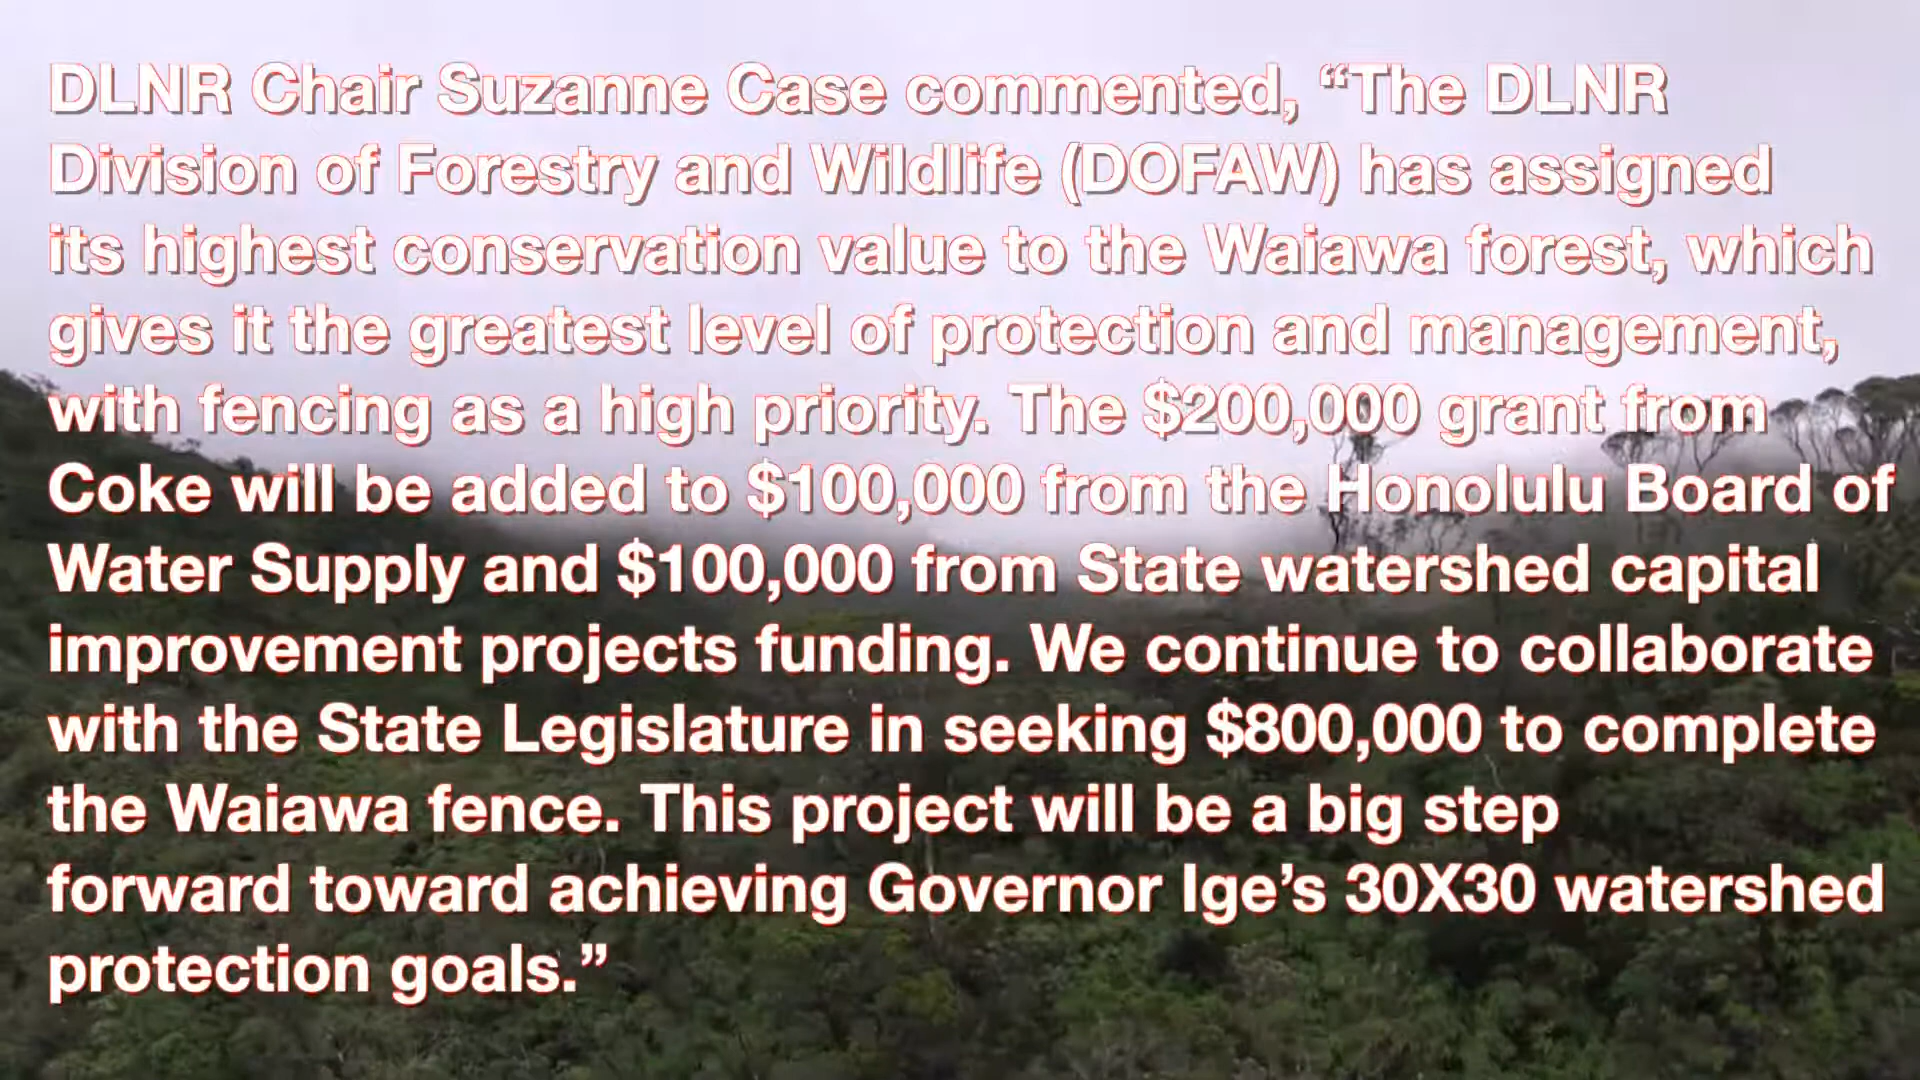 DLNR Chair Suzanne Case commented, “The DLNR
Division of Forestry and Wildlife (DOFAW) has assigned
its highest conservation value to the Waiawa forest, which
gives it the greatest level of protection and management,
with fencing as a high priority. The $200,000 grant from
Coke will be added to $100,000 from the Honolulu Board of
Water Supply and $100,000 from State watershed capital
improvement projects funding. We continue to collaborate
with the State Legislature in seeking $800,000 to complete
the Waiawa fence. This project will be a big step
forward toward achieving Governor Ige’s 30X30 watershed
protection goals.”